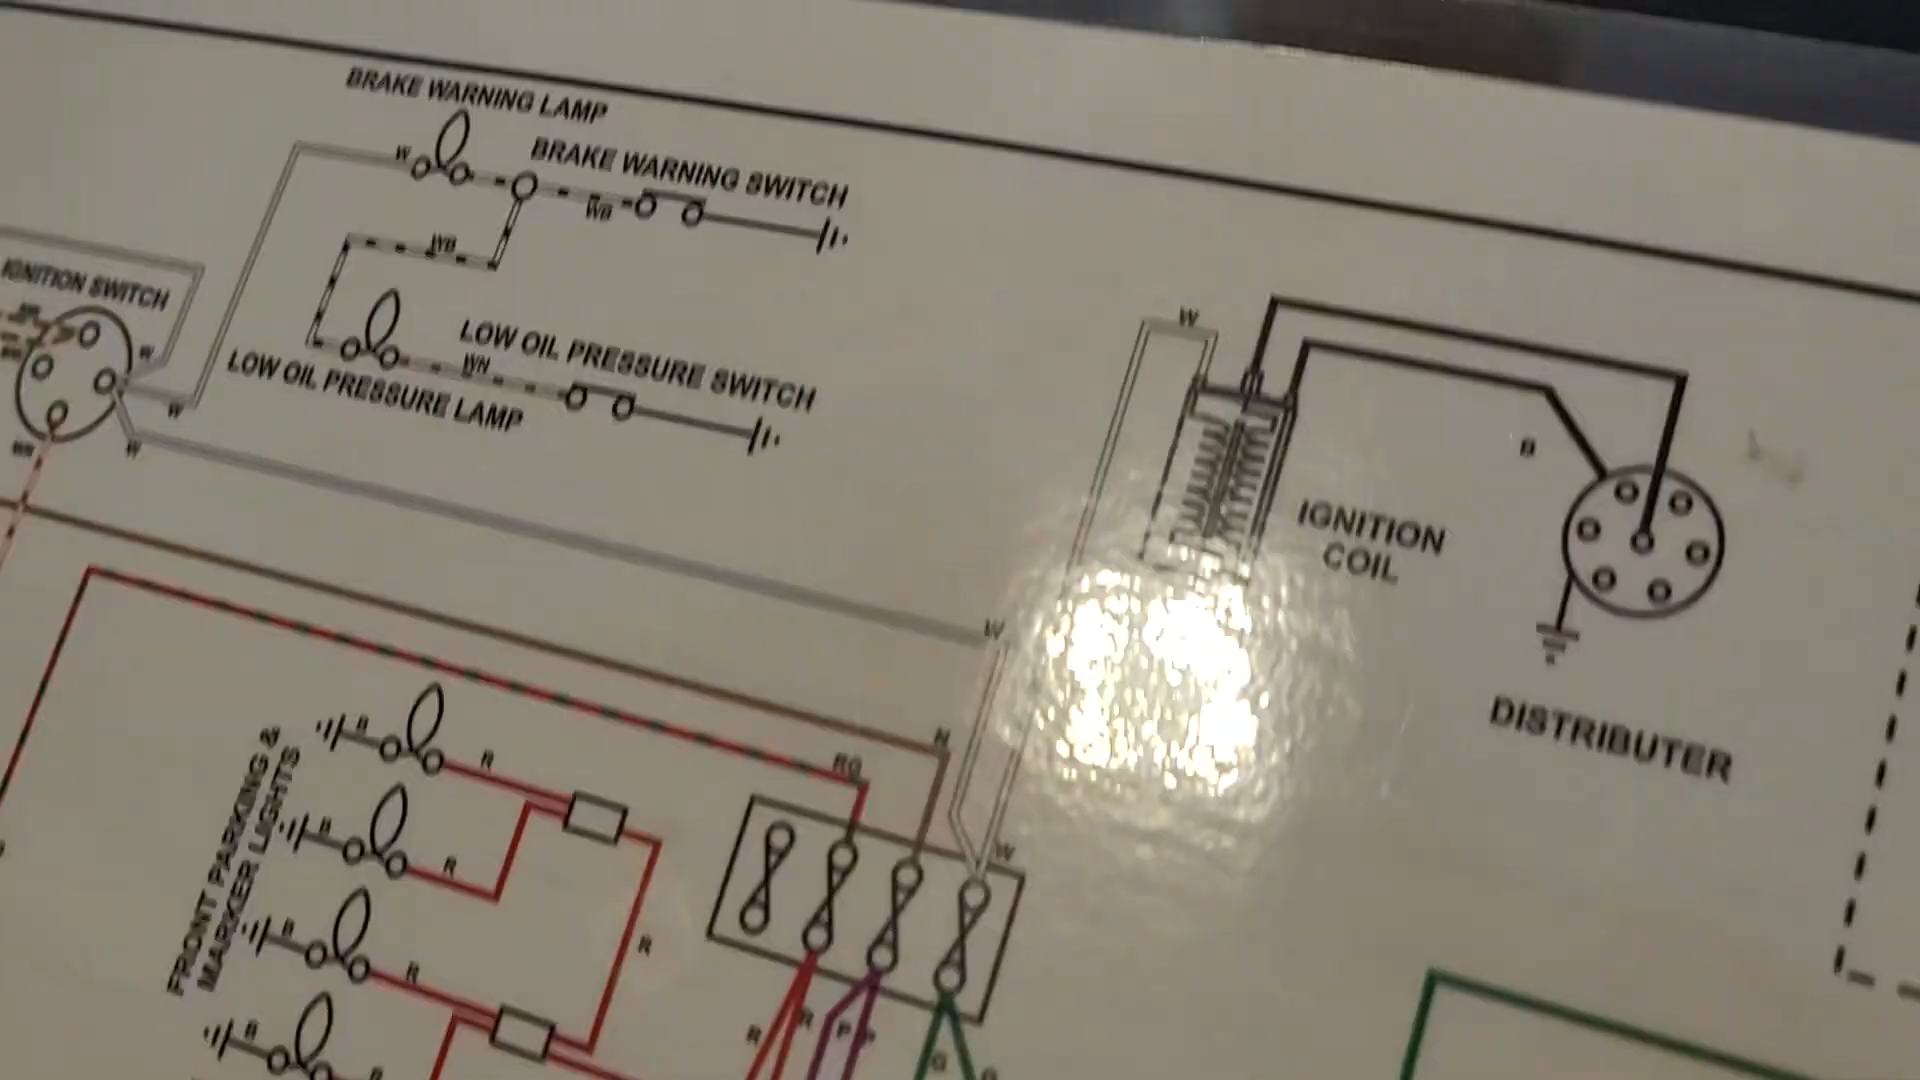 BRAKE WARNING LAMP
W
BRAKE WARNING SWITCH
WB
WB
IGNITION SWITCH
W
W
W
LOW OIL PRESSURE SWITCH
WN
LOW OIL PRESSURE LAMP
W
IGNITION
COIL
B
DISTRIBUTER
W
N
RG
W
FRONT PARKING &
MARKER LIGHTS
B
R
B
R
B
R
R
B
R
R
R
P
P
G
G